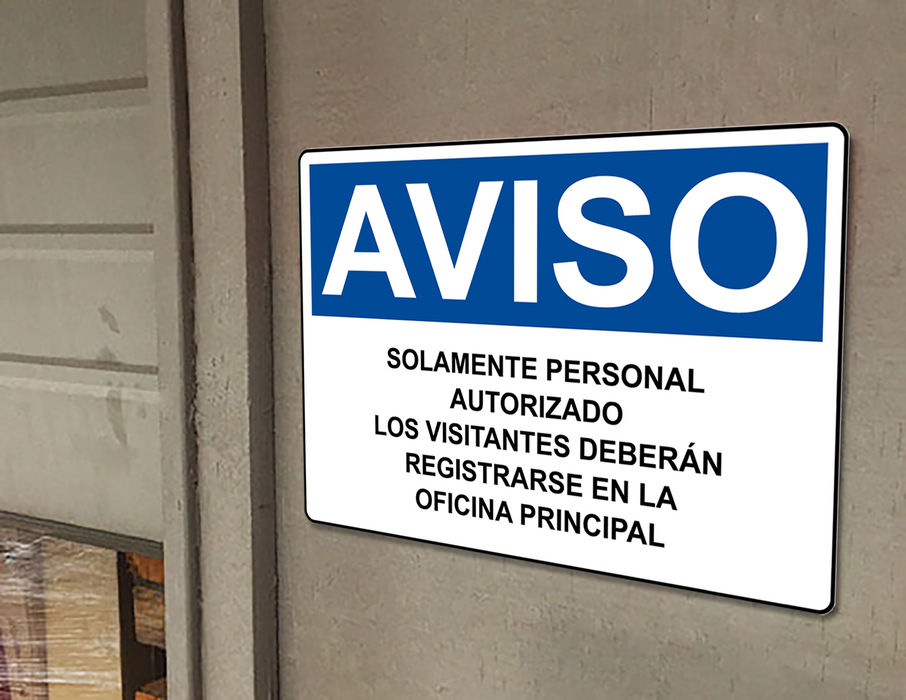 AVISO
SOLAMENTE PERSONAL
AUTORIZADO
LOS VISITANTES DEBERÁN
REGISTRARSE EN LA
OFICINA PRINCIPAL